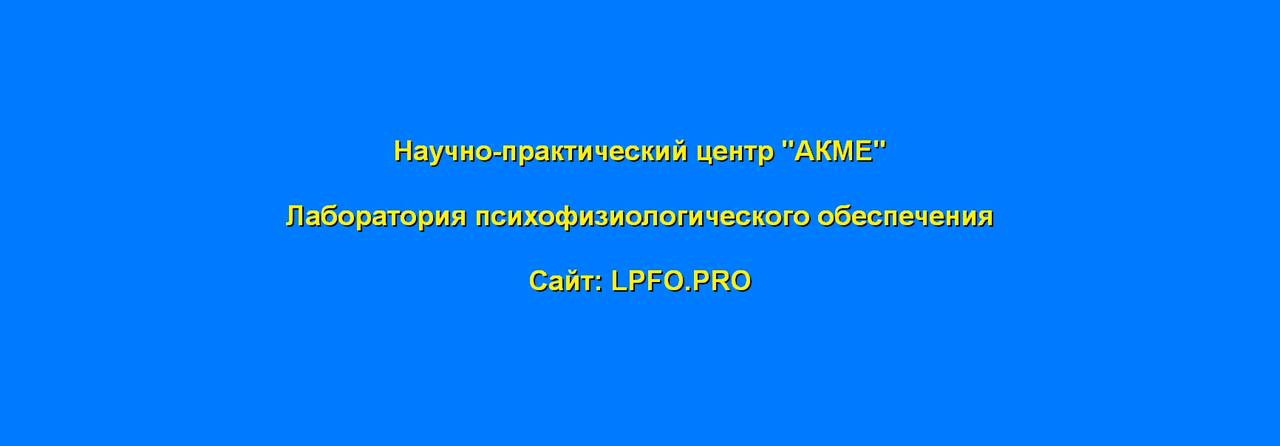 Научно-практический центр "АКМЕ"
Лаборатория психофизиологического обеспечения
Сайт: LPFO.PRO